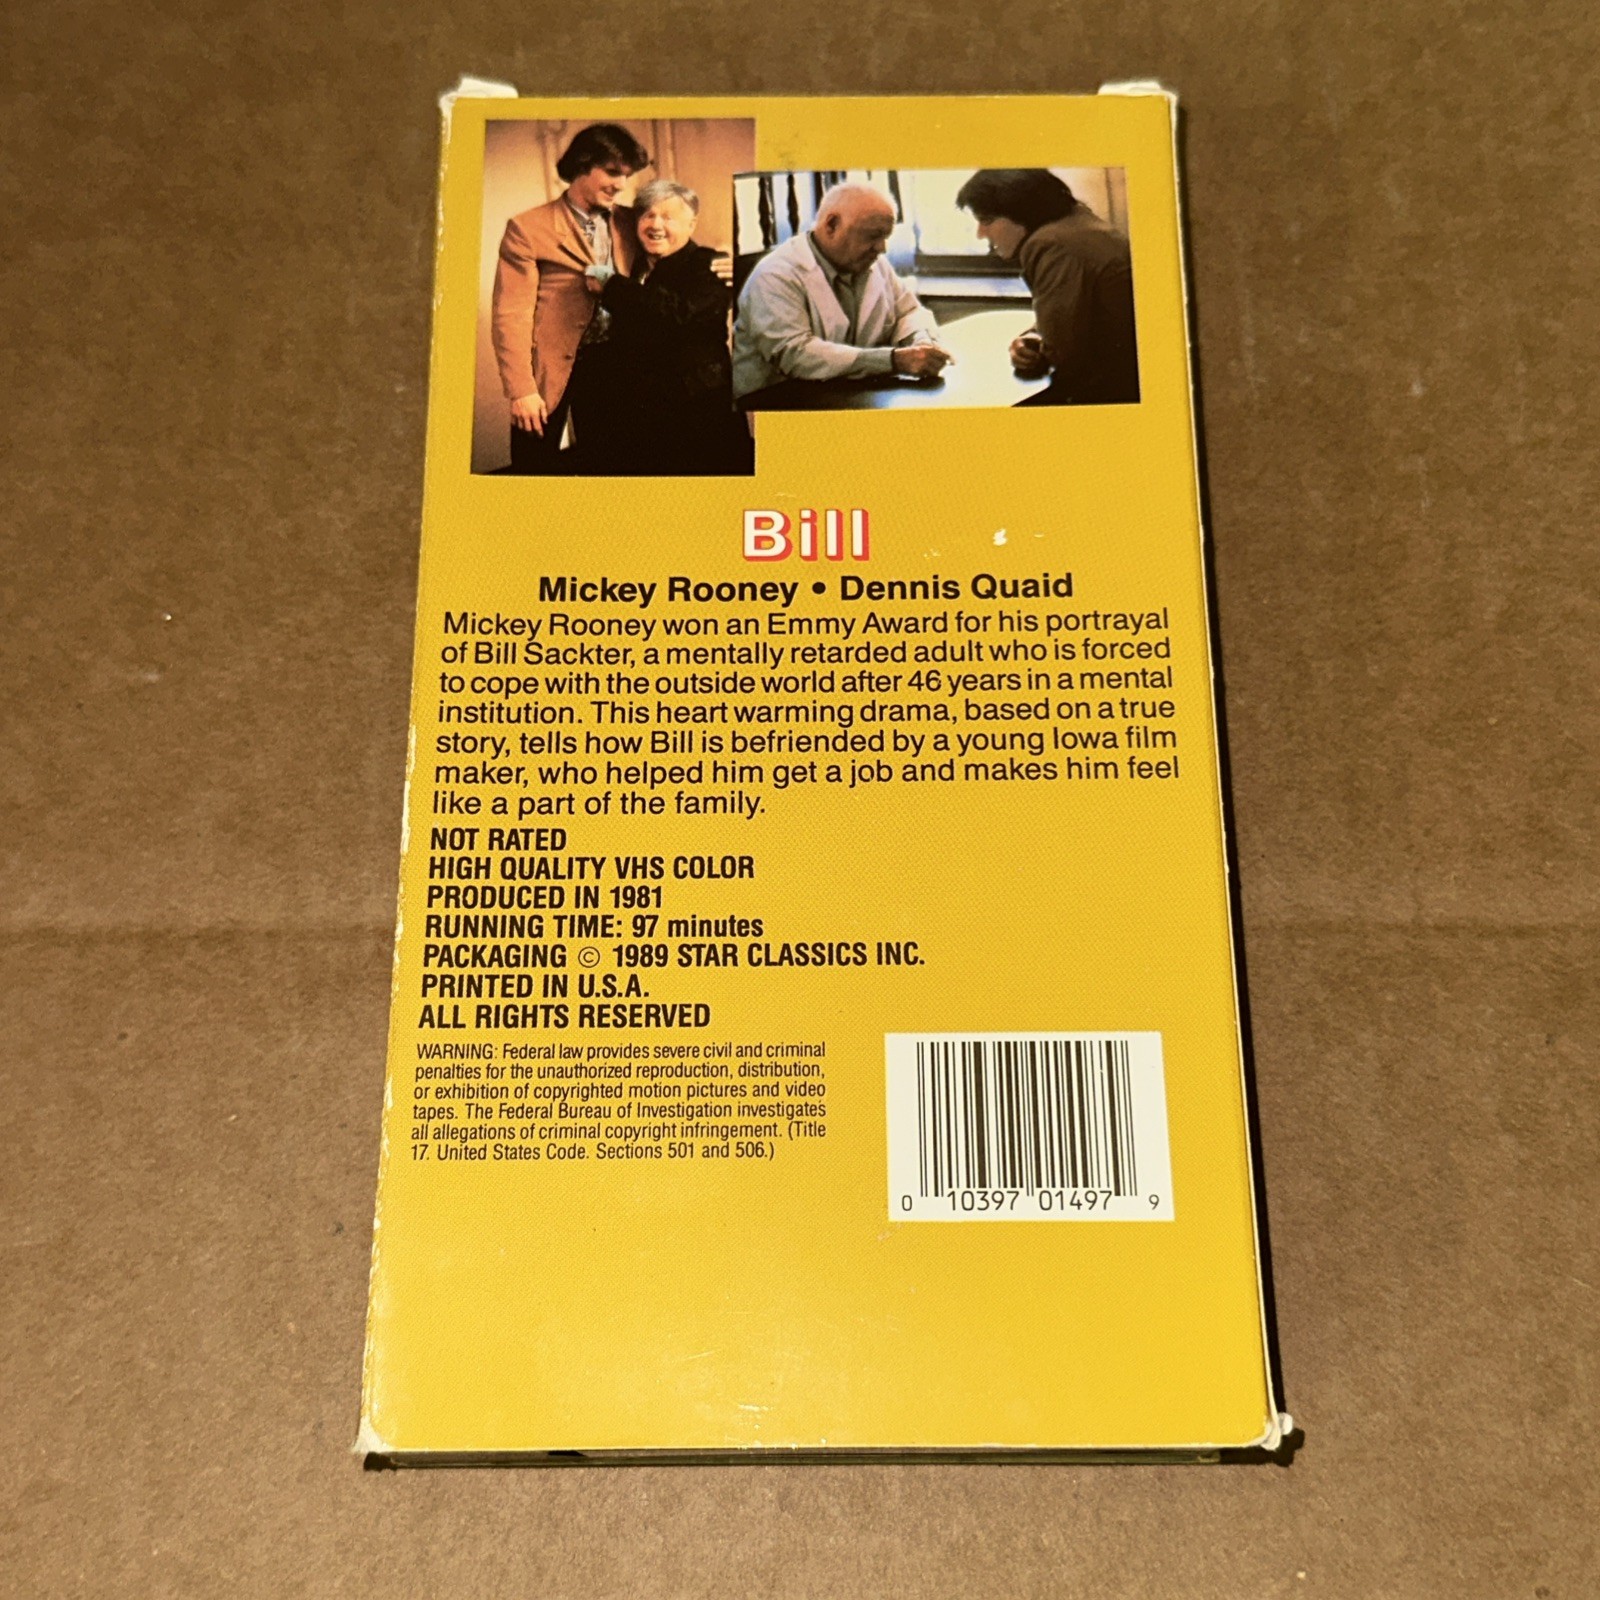 Bill
Mickey Rooney • Dennis Quaid
Mickey Rooney won an Emmy Award for his portrayal
of Bill Sackter, a mentally retarded adult who is forced
to cope with the outside world after 46 years in a mental
institution. This heart warming drama, based on a true
story, tells how Bill is befriended by a young Iowa film
maker, who helped him get a job and makes him feel
like a part of the family.
NOT RATED
HIGH QUALITY VHS COLOR
PRODUCED IN 1981
RUNNING TIME: 97 minutes
PACKAGING © 1989 STAR CLASSICS INC.
PRINTED IN U.S.A.
ALL RIGHTS RESERVED
WARNING: Federal law provides severe civil and criminal
penalties for the unauthorized reproduction, distribution,
or exhibition of copyrighted motion pictures and video
tapes. The Federal Bureau of Investigation investigates
all allegations of criminal copyright infringement. (Title
17. United States Code. Sections 501 and 506.)
0 10397 01497 9